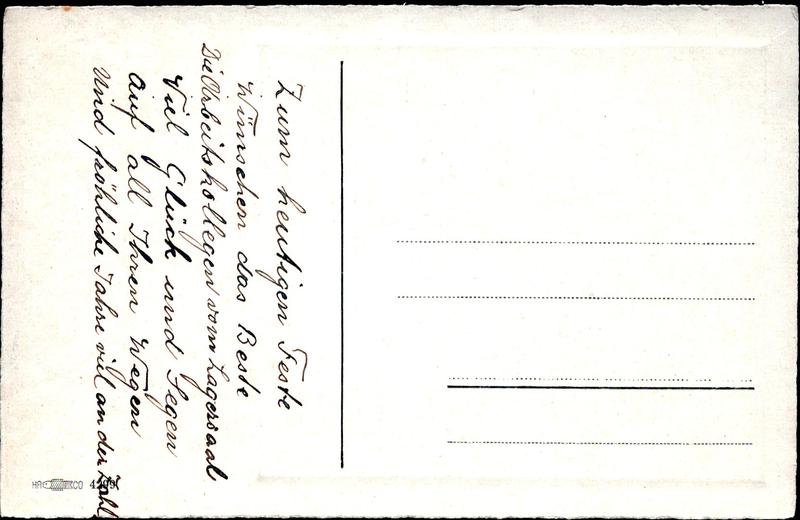 Zum heutigen Feste
Wünschen das Beste
Die Arbeitskollegen vom Lagersaal
Viel Glück und Segen
auf all Ihren Wegen
Und fröhliche Jahre viel an der Zahl